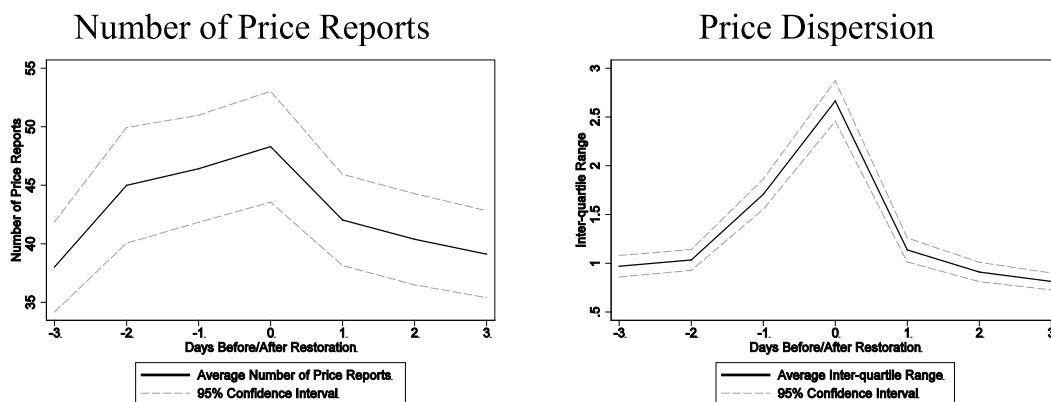 Number of Price Reports
Number of Price Reports
55
50
45
40
35
-3. -2. -1. 0. 1. 2. 3.
Days Before/After Restoration.
Average Number of Price Reports.
95% Confidence Interval.
Price Dispersion
Inter-quartile Range
3
2.5
2
1.5
1
.5
-3. -2. -1. 0. 1. 2. 3.
Days Before/After Restoration.
Average Inter-quartile Range.
95% Confidence Interval.